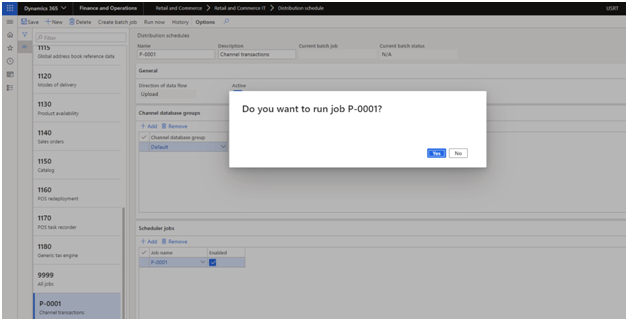 Dynamics 365 Finance and Operations Retail and Commerce > Retail and Commerce IT > Distribution schedule USRT
Save + New Delete Create batch job Run now History Options
Filter
1115
Global address book reference data
1120
Modes of delivery
1130
Product availability
1140
Sales orders
1150
Catalog
1160
POS redeployment
1170
POS task recorder
1180
Generic tax engine
9999
All jobs
P-0001
Channel transactions
Distribution schedules
Name Description Current batch job Current batch status
P-0001 Channel transactions N/A
General
Direction of data flow Active
Upload
Channel database groups
+ Add Remove
Channel database group
Default
Do you want to run job P-0001?
Yes No
Scheduler jobs
+ Add Remove
Job name Enabled
P-0001